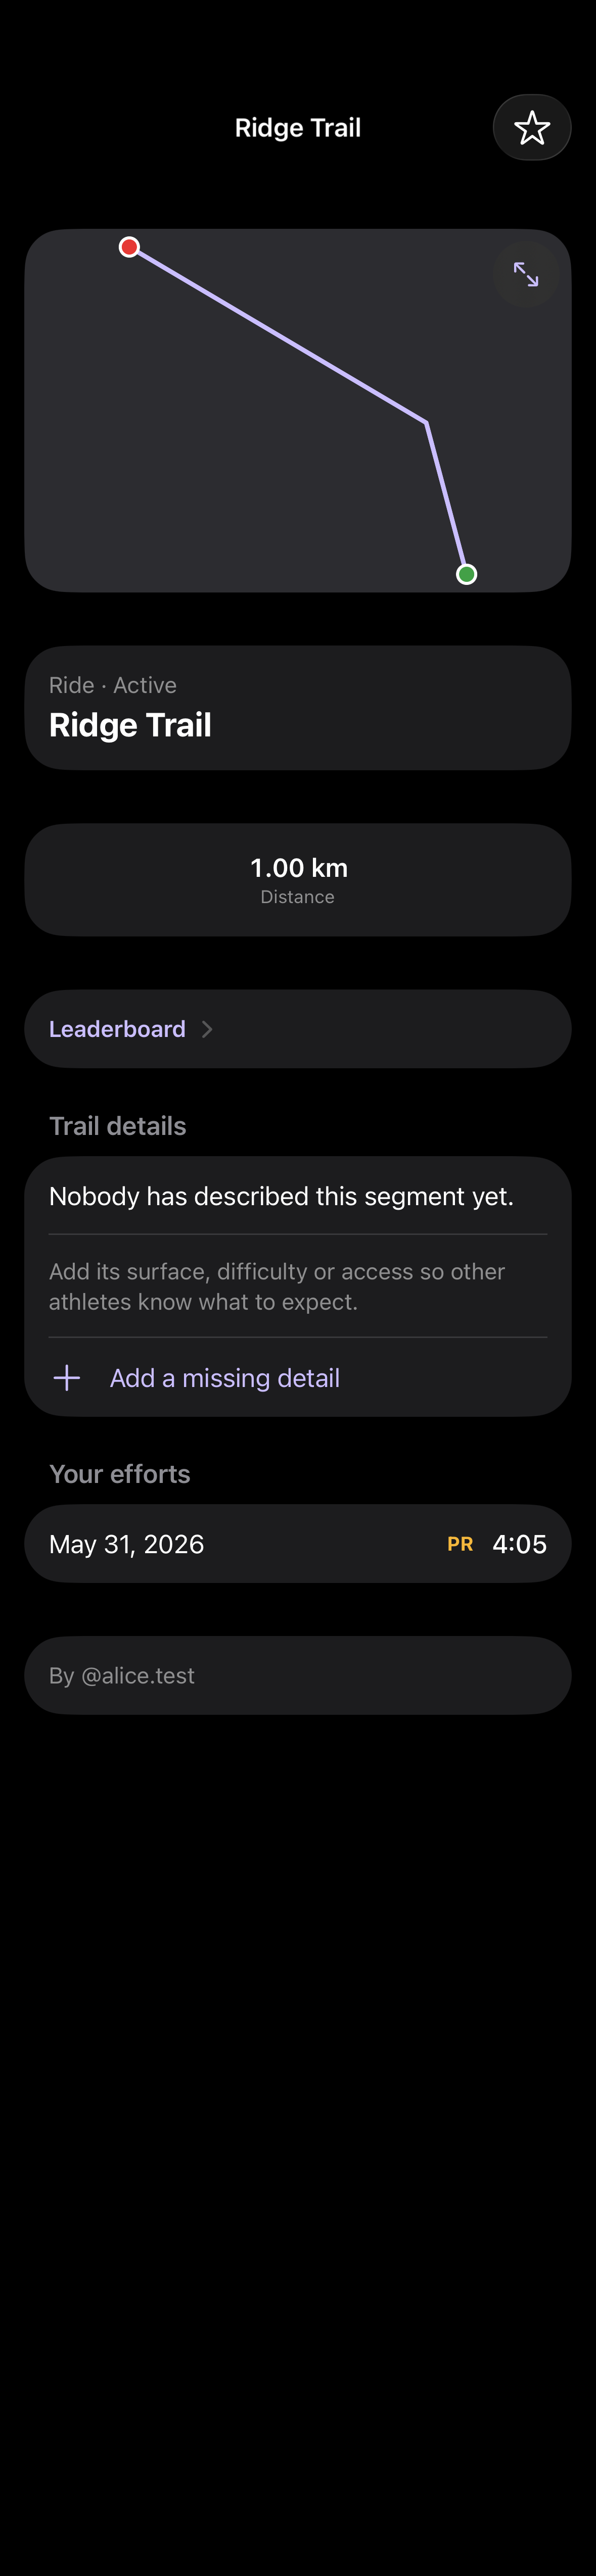 Ridge Trail
Ride · Active
Ridge Trail
1.00 km
Distance
Leaderboard
Trail details
Nobody has described this segment yet.
Add its surface, difficulty or access so other
athletes know what to expect.
Add a missing detail
Your efforts
May 31, 2026 PR 4:05
By @alice.test